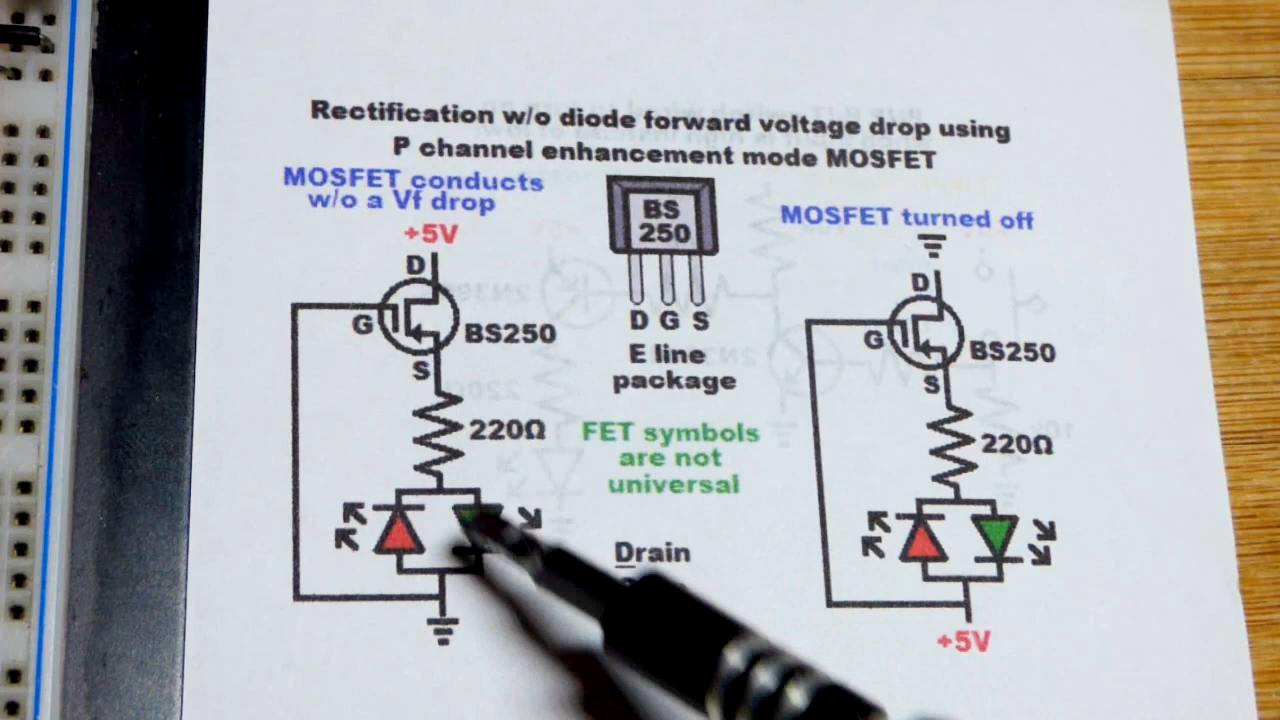 Rectification w/o diode forward voltage drop using
P channel enhancement mode MOSFET
MOSFET conducts
w/o a Vf drop
+5V
D
G
BS250
S
220Ω
BS
250
D G S
E line
package
FET symbols
are not
universal
Drain
MOSFET turned off
D
G
BS250
S
220Ω
+5V